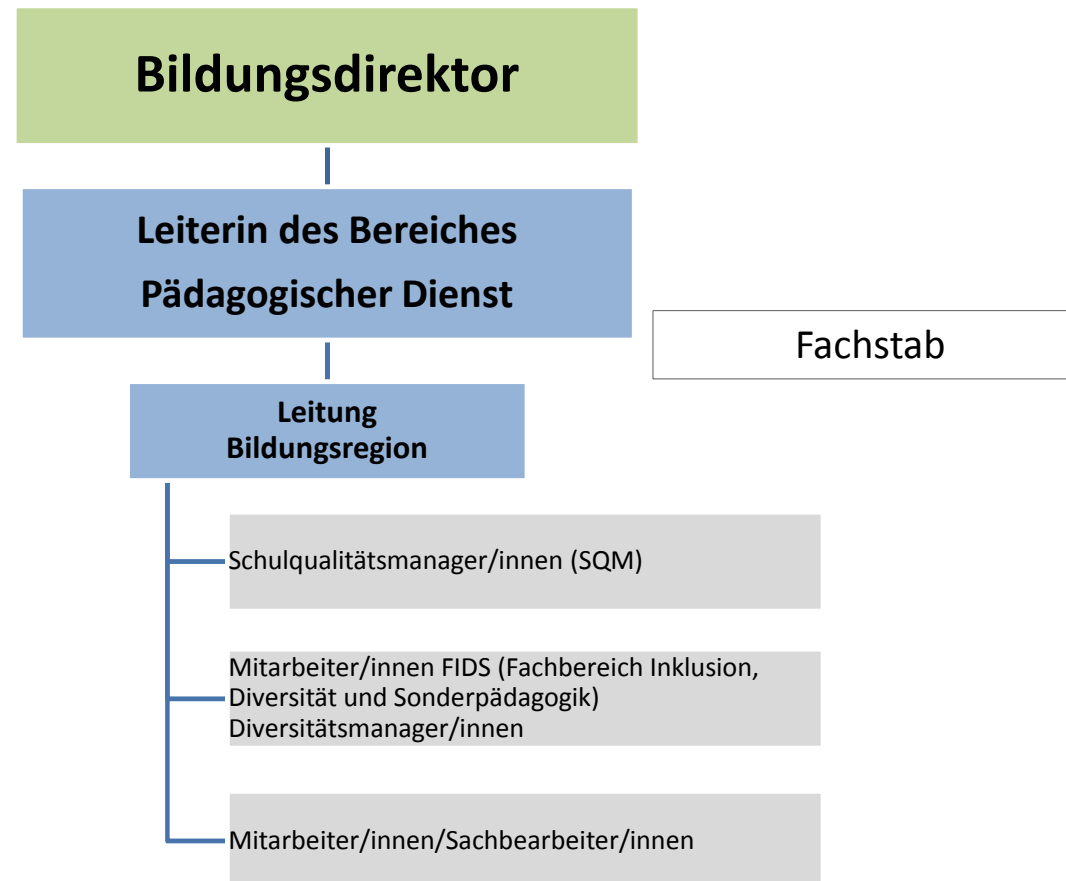 Bildungsdirektor
Leiterin des Bereiches
Pädagogischer Dienst
Fachstab
Leitung
Bildungsregion
Schulqualitätsmanager/innen (SQM)
Mitarbeiter/innen FIDS (Fachbereich Inklusion,
Diversität und Sonderpädagogik)
Diversitätsmanager/innen
Mitarbeiter/innen/Sachbearbeiter/innen